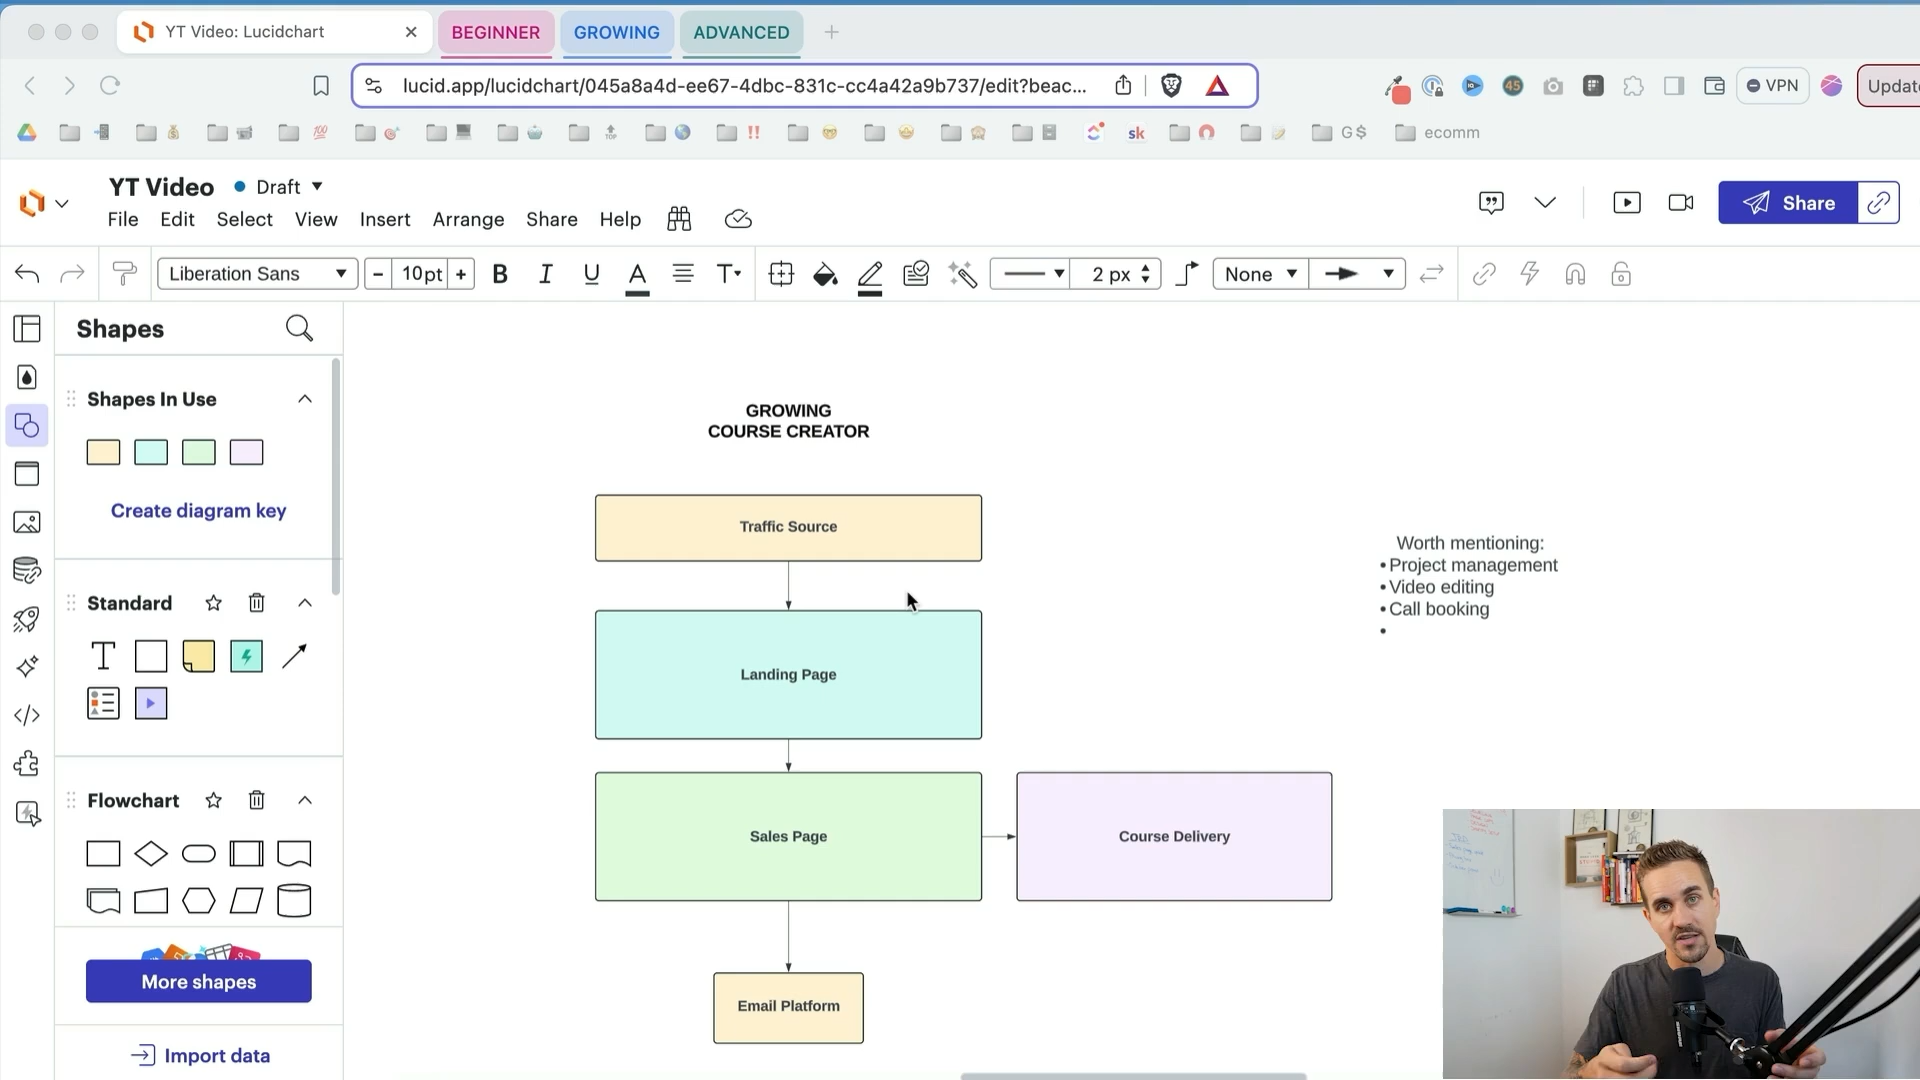 YT Video: Lucidchart
BEGINNER
GROWING
ADVANCED
lucid.app/lucidchart/045a8a4d-ee67-4dbc-831c-cc4a42a9b737/edit?beac...
45
VPN
Update
sk
G $
ecomm
YT Video
Draft
File Edit Select View Insert Arrange Share Help
Share
Liberation Sans
10pt
2 px
None
Shapes
Shapes In Use
Create diagram key
Standard
Flowchart
More shapes
Import data
GROWING
COURSE CREATOR
Traffic Source
Landing Page
Sales Page
Course Delivery
Email Platform
Worth mentioning:
•Project management
•Video editing
•Call booking
•